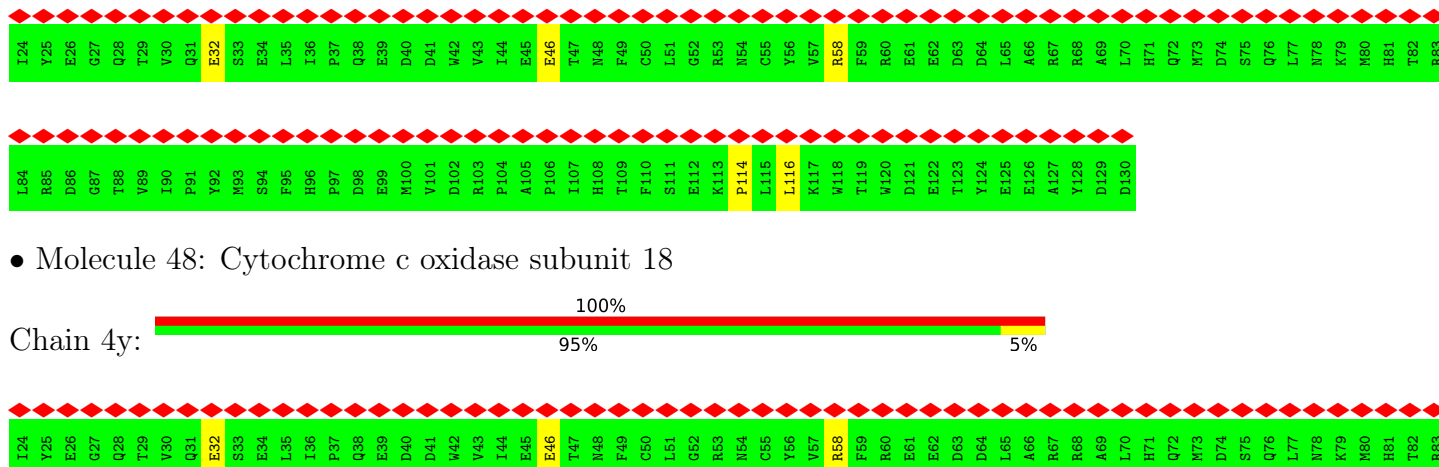 I24 Y25 E26 G27 Q28 T29 V30 Q31 E32 S33 E34 L35 I36 P37 Q38 E39 D40 D41 W42 V43 I44 E45 E46 T47 N48 F49 C50 L51 G52 R53 N54 C55 Y56 V57 R58 F59 R60 E61 E62 D63 D64 L65 A66 R67 R68 A69 L70 H71 Q72 M73 D74 S75 Q76 L77 N78 K79 M80 H81 T82 R83
L84 R85 D86 G87 T88 V89 I90 P91 Y92 M93 S94 F95 H96 P97 D98 E99 M100 V101 D102 R103 P104 A105 P106 I107 H108 T109 F110 S111 E112 K113 P114 L115 L116 K117 W118 T119 W120 D121 E122 T123 Y124 E125 E126 A127 Y128 D129 D130
• Molecule 48: Cytochrome c oxidase subunit 18
100%
Chain 4y:
95% 5%
I24 Y25 E26 G27 Q28 T29 V30 Q31 E32 S33 E34 L35 I36 P37 Q38 E39 D40 D41 W42 V43 I44 E45 E46 T47 N48 F49 C50 L51 G52 R53 N54 C55 Y56 V57 R58 F59 R60 E61 E62 D63 D64 L65 A66 R67 R68 A69 L70 H71 Q72 M73 D74 S75 Q76 L77 N78 K79 M80 H81 T82 R83